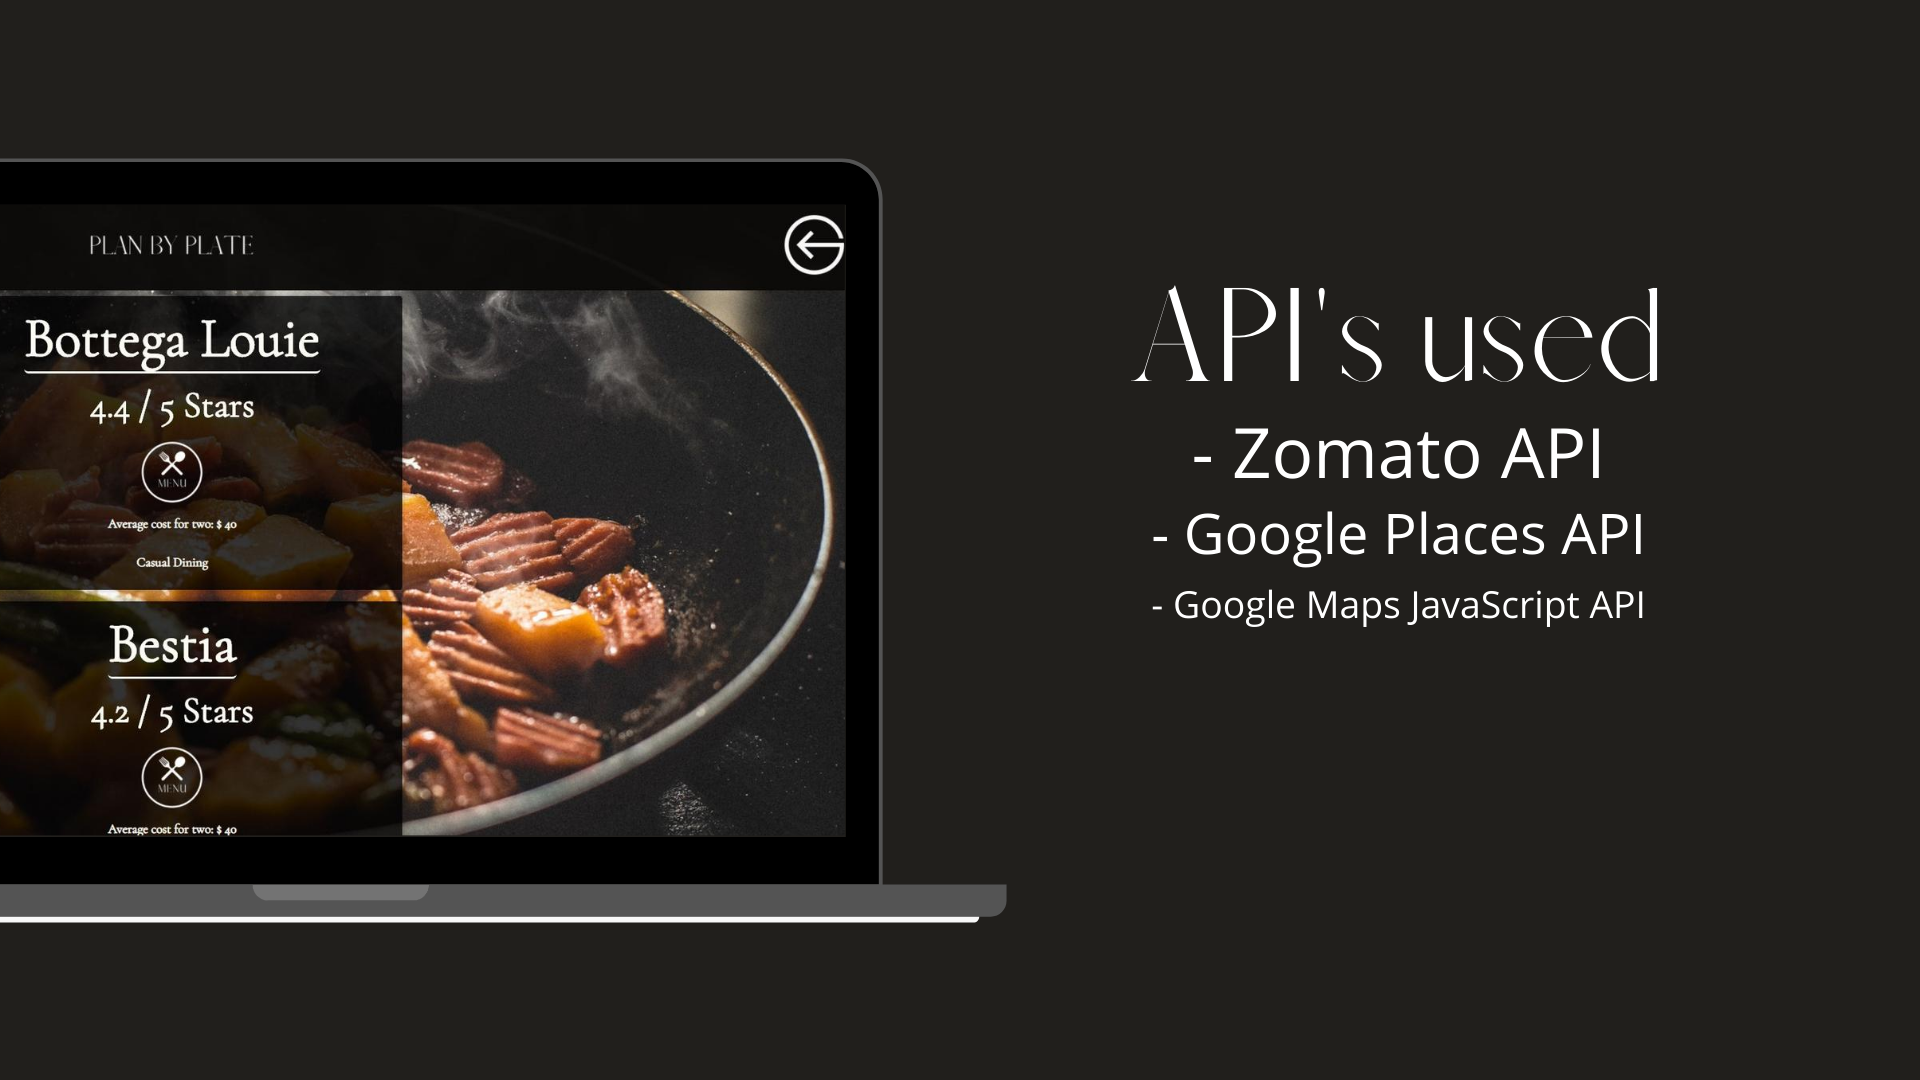 PLAN BY PLATE
Bottega Louie
4.4 / 5 Stars
MENU
Average cost for two: $ 40
Casual Dining
Bestia
4.2 / 5 Stars
MENU
Average cost for two: $ 40
API's used
- Zomato API
- Google Places API
- Google Maps JavaScript API